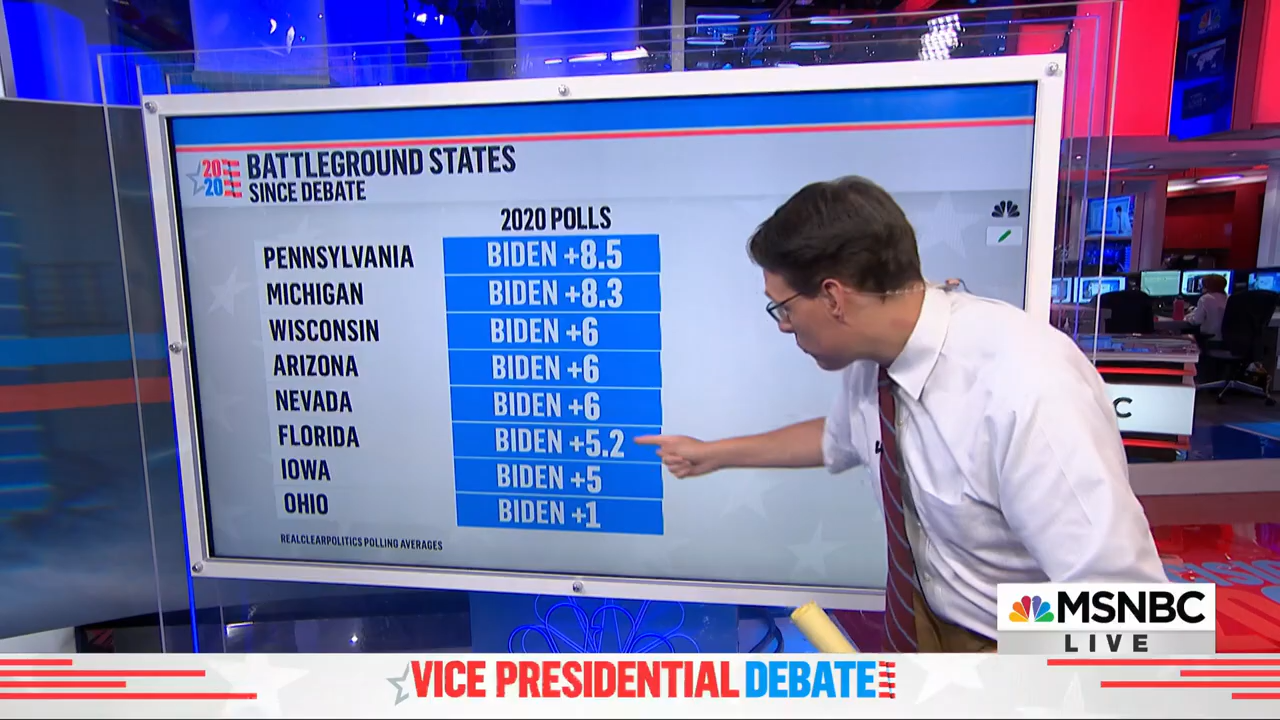 2020
BATTLEGROUND STATES
SINCE DEBATE
2020 POLLS
PENNSYLVANIA BIDEN +8.5
MICHIGAN BIDEN +8.3
WISCONSIN BIDEN +6
ARIZONA BIDEN +6
NEVADA BIDEN +6
FLORIDA BIDEN +5.2
IOWA BIDEN +5
OHIO BIDEN +1
REALCLEARPOLITICS POLLING AVERAGES
C
MSNBC
LIVE
VICE PRESIDENTIAL DEBATE